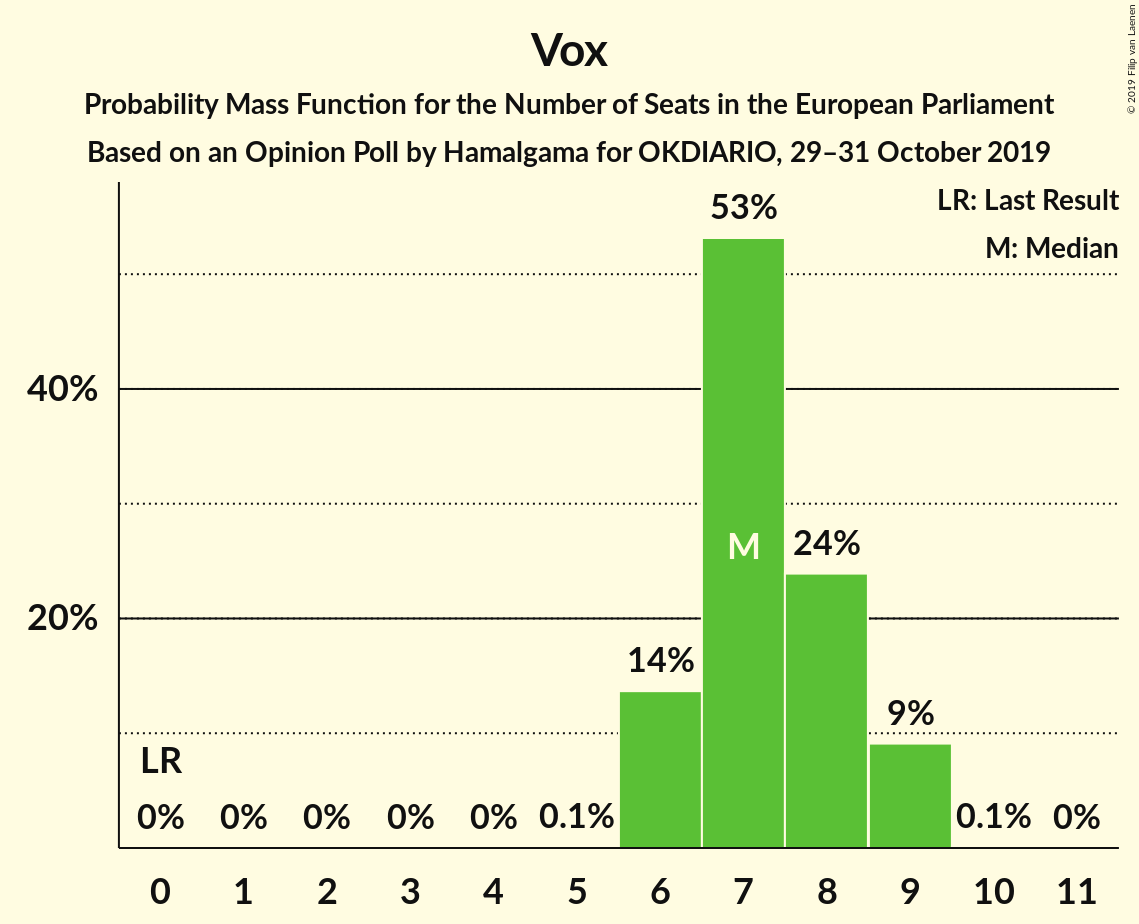 Vox
Probability Mass Function for the Number of Seats in the European Parliament
Based on an Opinion Poll by Hamalgama for OKDIARIO, 29–31 October 2019
© 2019 Filip van Laenen
LR: Last Result
M: Median
53%
40%
M
24%
20%
14%
9%
LR
0% 0% 0% 0% 0% 0.1% 0.1% 0%
0 1 2 3 4 5 6 7 8 9 10 11